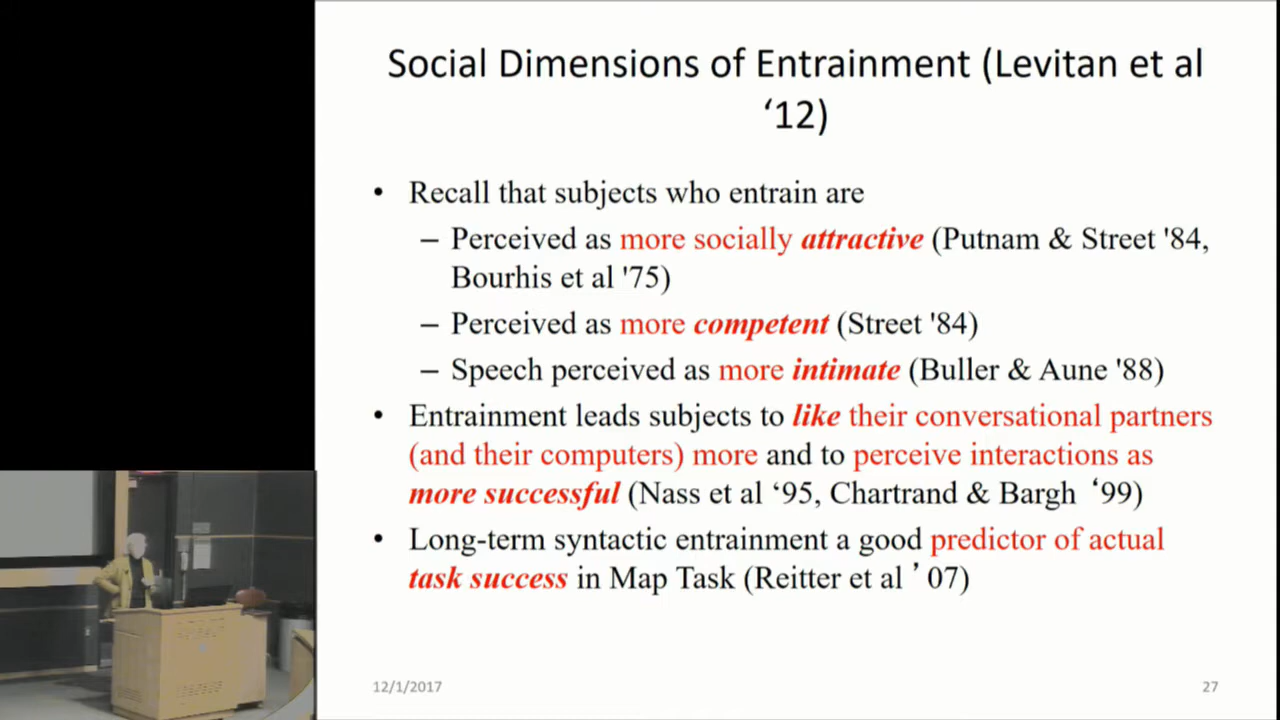 Social Dimensions of Entrainment (Levitan et al
‘12)
• Recall that subjects who entrain are
– Perceived as more socially attractive (Putnam & Street '84,
Bourhis et al '75)
– Perceived as more competent (Street '84)
– Speech perceived as more intimate (Buller & Aune '88)
• Entrainment leads subjects to like their conversational partners
(and their computers) more and to perceive interactions as
more successful (Nass et al ‘95, Chartrand & Bargh ‘99)
• Long-term syntactic entrainment a good predictor of actual
task success in Map Task (Reitter et al ’07)
12/1/2017
27